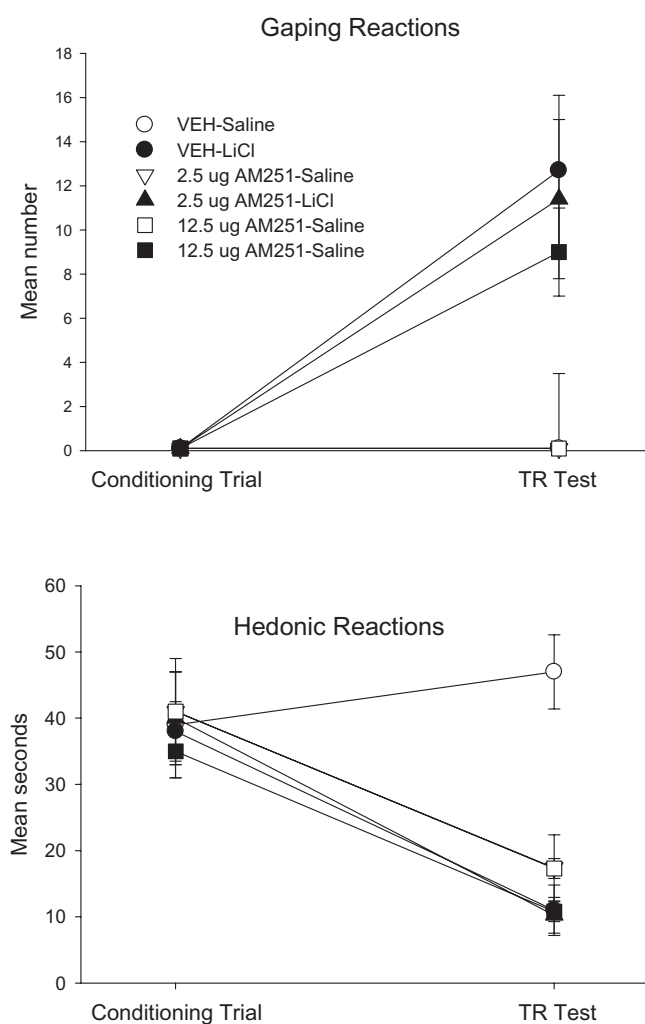 Gaping Reactions
18
16
14
12
10
8
6
4
2
0
Mean number
VEH-Saline
VEH-LiCl
2.5 ug AM251-Saline
2.5 ug AM251-LiCl
12.5 ug AM251-Saline
12.5 ug AM251-Saline
Conditioning Trial TR Test
Hedonic Reactions
60
50
40
30
20
10
0
Mean seconds
Conditioning Trial TR Test